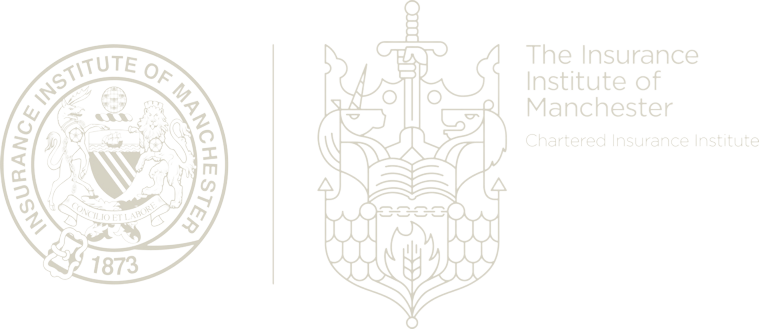 INSURANCE INSTITUTE OF MANCHESTER
CONCILIO ET LABORE
1873
The Insurance
Institute of
Manchester
Chartered Insurance Institute